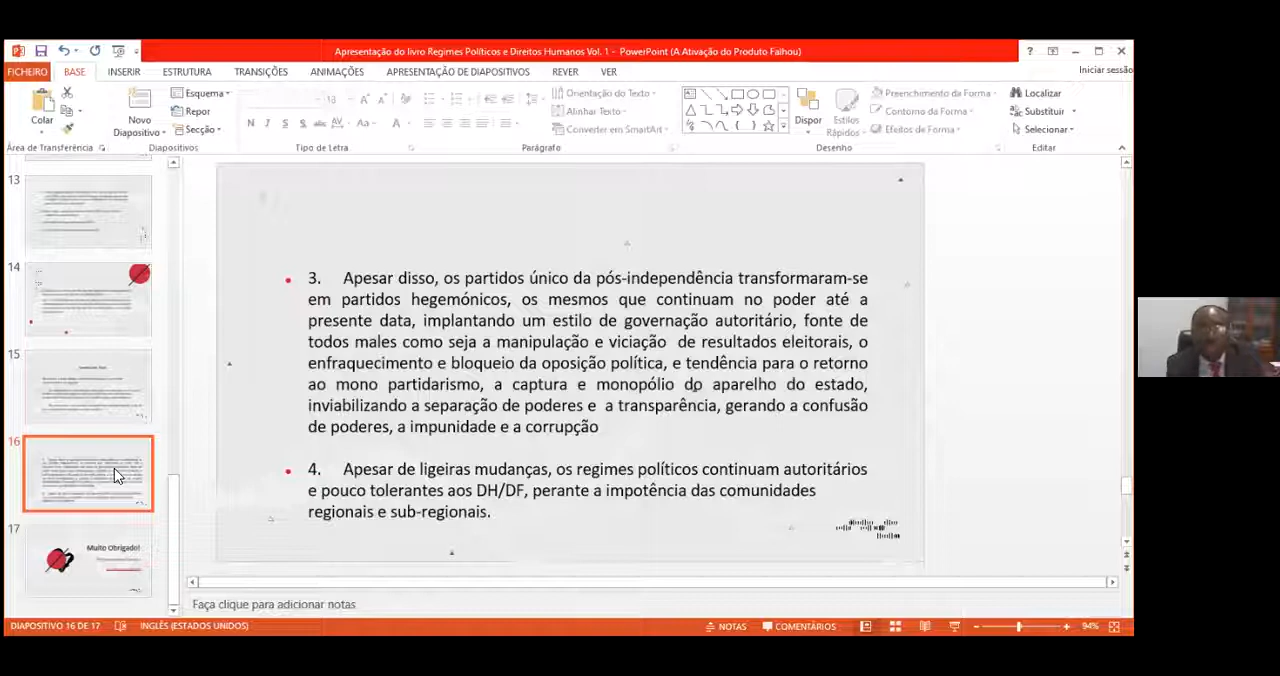 Apresentação do livro Regimes Políticos e Direitos Humanos Vol. 1 - PowerPoint (A Ativação do Produto Falhou)
FICHEIRO BASE INSERIR ESTRUTURA TRANSIÇÕES ANIMAÇÕES APRESENTAÇÃO DE DIAPOSITIVOS REVER VER
Iniciar sessão
Colar
Novo
Diapositivo
Esquema
Repor
Secção
N I S S abc AV Aa A
Orientação do Texto
Alinhar Texto
Converter em SmartArt
Dispor
Estilos
Rápidos
Preenchimento da Forma
Contorno da Forma
Efeitos de Forma
Localizar
Substituir
Selecionar
Área de Transferência Diapositivos Tipo de Letra Parágrafo Desenho Editar
13
14
15
16
17
Muito Obrigado!
3. Apesar disso, os partidos único da pós-independência transformaram-se
em partidos hegemónicos, os mesmos que continuam no poder até a
presente data, implantando um estilo de governação autoritário, fonte de
todos males como seja a manipulação e viciação de resultados eleitorais, o
enfraquecimento e bloqueio da oposição política, e tendência para o retorno
ao mono partidarismo, a captura e monopólio do aparelho do estado,
inviabilizando a separação de poderes e a transparência, gerando a confusão
de poderes, a impunidade e a corrupção
4. Apesar de ligeiras mudanças, os regimes políticos continuam autoritários
e pouco tolerantes aos DH/DF, perante a impotência das comunidades
regionais e sub-regionais.
Faça clique para adicionar notas
DIAPOSITIVO 16 DE 17 INGLÊS (ESTADOS UNIDOS) NOTAS COMENTÁRIOS 94%